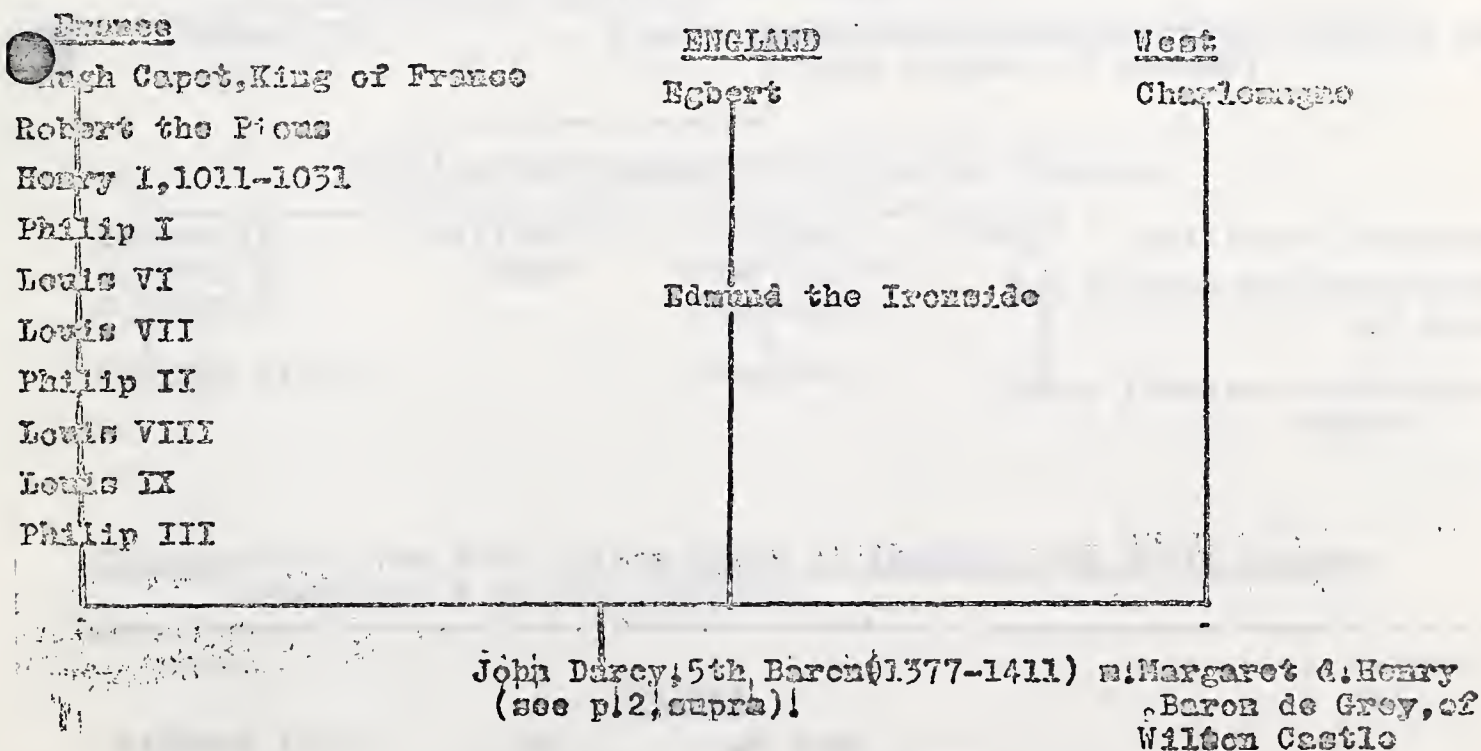 France
Hugh Capet,King of France
Robert the Pious
Henry I,1011-1031
Philip I
Louis VI
Louis VII
Philip II
Louis VIII
Louis IX
Philip III
ENGLAND
Egbert
Edmund the Ironside
West
Charlemagne
John Darcy,5th Baron(1377-1411) m.Margaret d.Henry
(see p.2,supra).
Baron de Grey,of
Wilton Castle